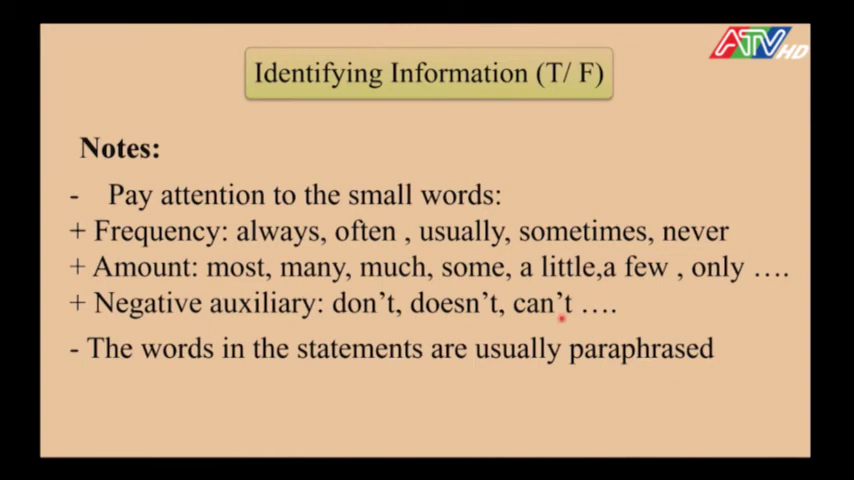 ATV HD
Identifying Information (T/ F)
Notes:
- Pay attention to the small words:
+ Frequency: always, often , usually, sometimes, never
+ Amount: most, many, much, some, a little,a few , only ….
+ Negative auxiliary: don’t, doesn’t, can’t ….
- The words in the statements are usually paraphrased